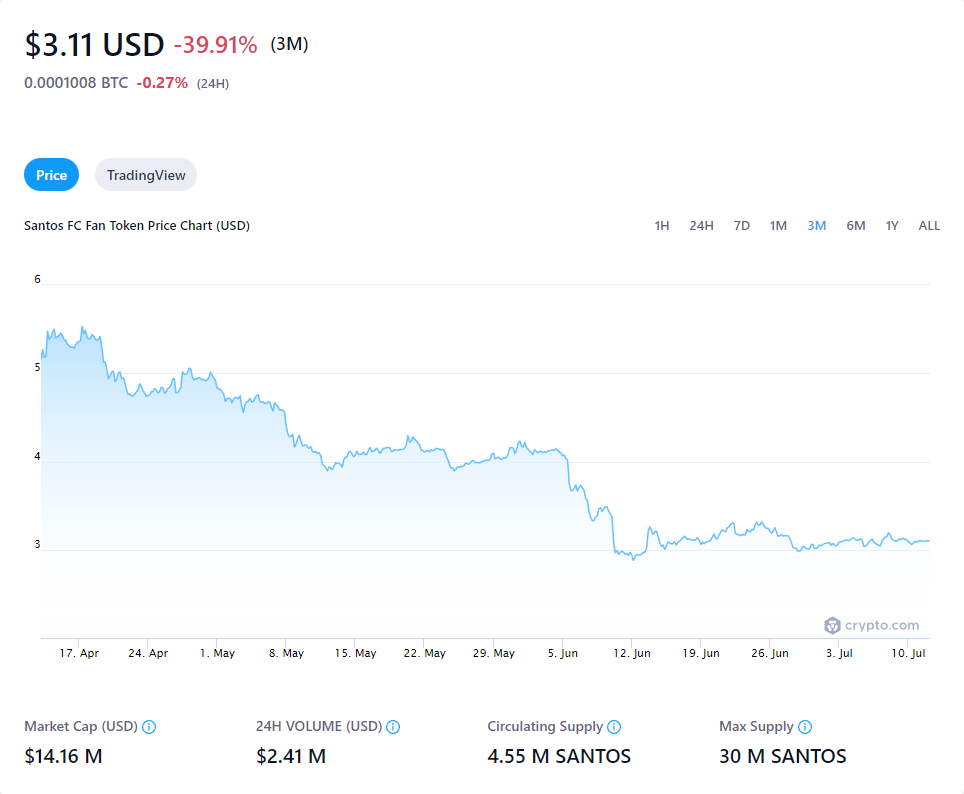 $3.11 USD -39.91% (3M)
0.0001008 BTC -0.27% (24H)
Price TradingView
Santos FC Fan Token Price Chart (USD) 1H 24H 7D 1M 3M 6M 1Y ALL
6
5
4
3
crypto.com
17. Apr 24. Apr 1. May 8. May 15. May 22. May 29. May 5. Jun 12. Jun 19. Jun 26. Jun 3. Jul 10. Jul
Market Cap (USD) 24H VOLUME (USD) Circulating Supply Max Supply
$14.16 M $2.41 M 4.55 M SANTOS 30 M SANTOS